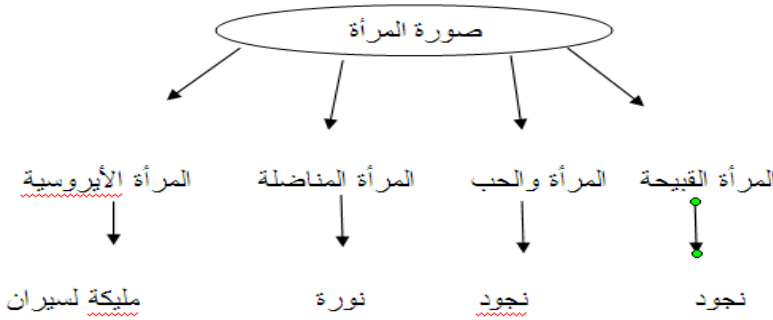 صورة المرأة
المرأة القبيحة المرأة والحب المرأة المناضلة المرأة الأيروسية
نجود نجود نورة مليكة لسيران